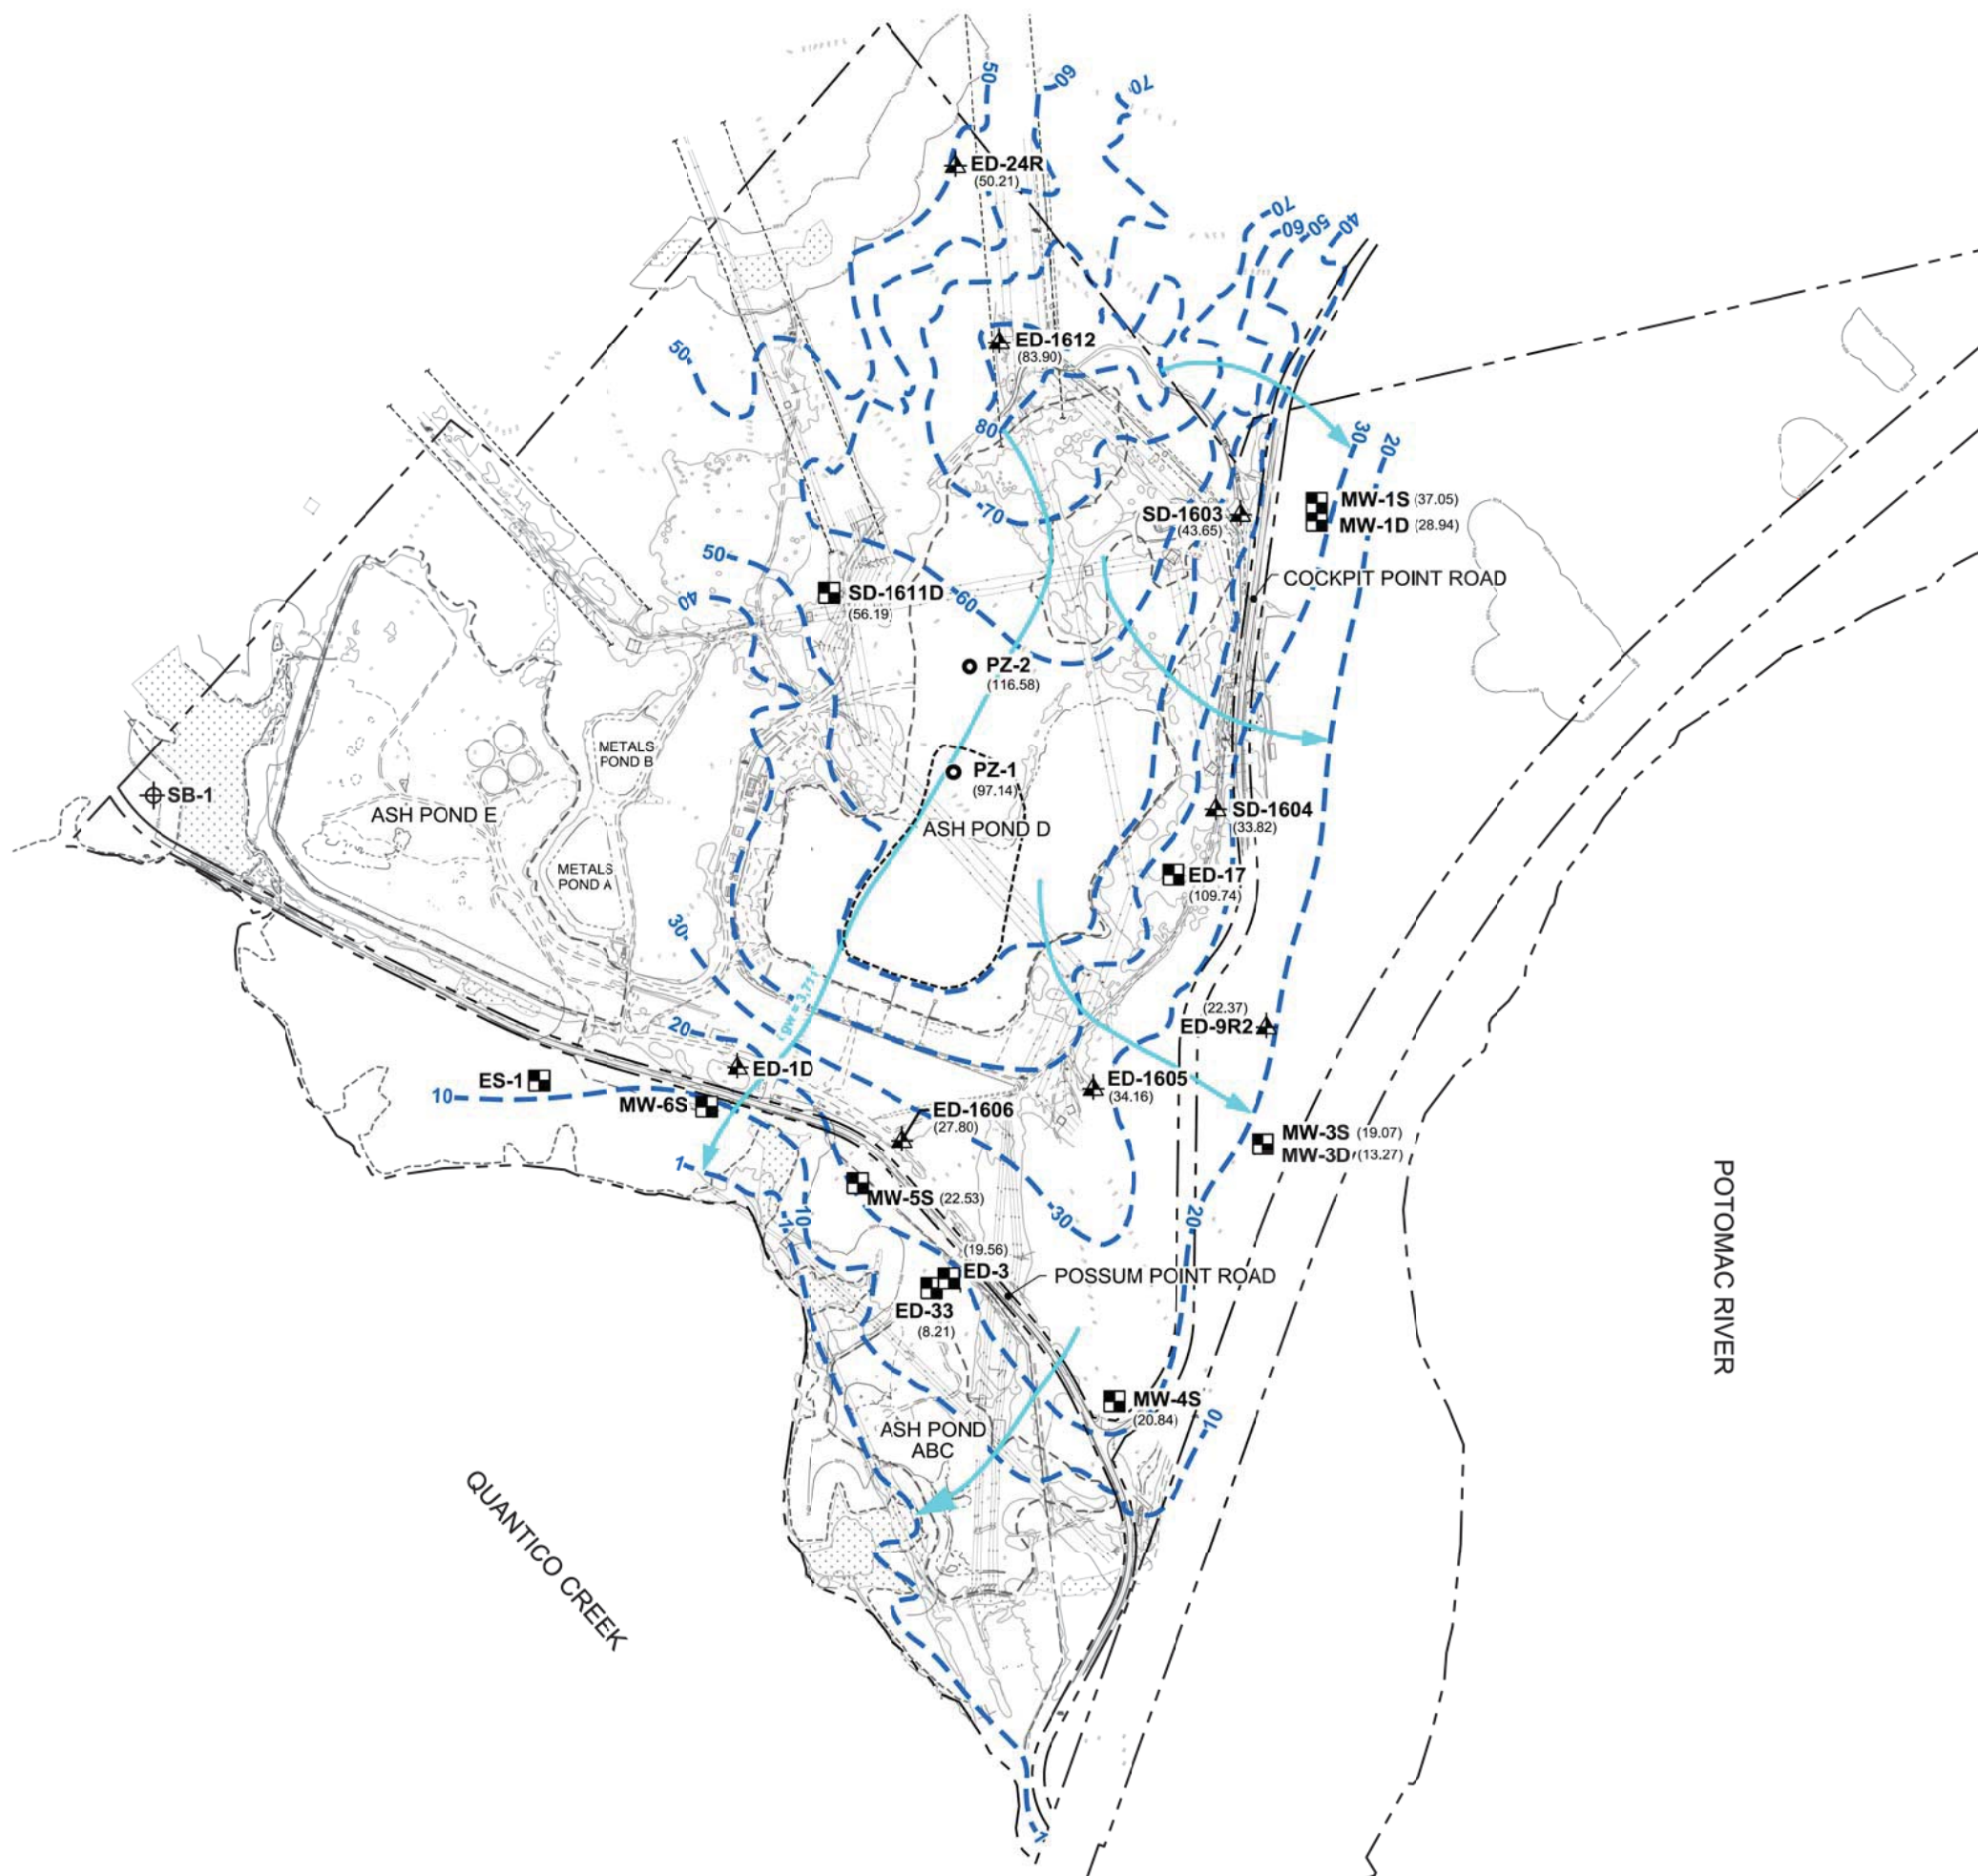 50
60
70
ED-24R
(50.21)
70
60
50
40
50
ED-1612
(83.90)
80
30
20
70
MW-1S (37.05)
MW-1D (28.94)
SD-1603
(43.65)
50
COCKPIT POINT ROAD
SD-1611D
(56.19)
40
60
PZ-2
(116.58)
METALS
POND B
PZ-1
(97.14)
SB-1
ASH POND E
ASH POND D
SD-1604
(33.82)
METALS
POND A
ED-17
(109.74)
30
20
(22.37)
ED-9R2
ES-1
ED-1D
10
MW-6S
ED-1605
(34.16)
ED-1606
(27.80)
MW-3S (19.07)
MW-3D (13.27)
1
MW-5S (22.53)
1
10
30
20
(19.56)
ED-3
POSSUM POINT ROAD
ED-33
(8.21)
MW-4S
(20.84)
10
ASH POND
ABC
QUANTICO CREEK
POTOMAC RIVER
1